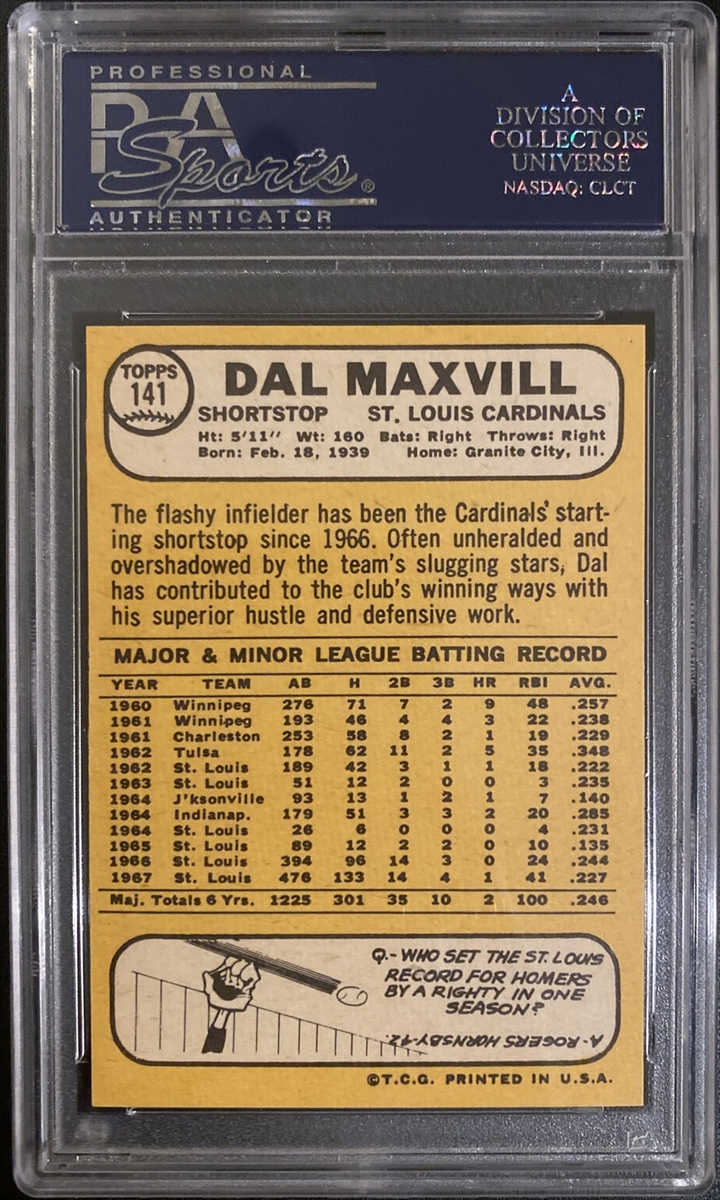 PROFESSIONAL
PSA
Sports®
AUTHENTICATOR
A
DIVISION OF
COLLECTORS
UNIVERSE
NASDAQ: CLCT
TOPPS
141
DAL MAXVILL
SHORTSTOP ST. LOUIS CARDINALS
Ht: 5'11" Wt: 160 Bats: Right Throws: Right
Born: Feb. 18, 1939 Home: Granite City, Ill.
The flashy infielder has been the Cardinals' start-
ing shortstop since 1966. Often unheralded and
overshadowed by the team's slugging stars, Dal
has contributed to the club's winning ways with
his superior hustle and defensive work.
MAJOR & MINOR LEAGUE BATTING RECORD
YEAR TEAM AB H 2B 3B HR RBI AVG.
1960 Winnipeg 276 71 7 2 9 48 .257
1961 Winnipeg 193 46 4 4 3 22 .238
1961 Charleston 253 58 8 2 1 19 .229
1962 Tulsa 178 62 11 2 5 35 .348
1962 St. Louis 189 42 3 1 1 18 .222
1963 St. Louis 51 12 2 0 0 3 .235
1964 J'ksonville 93 13 1 2 1 7 .140
1964 Indianap. 179 51 3 3 2 20 .285
1964 St. Louis 26 6 0 0 0 4 .231
1965 St. Louis 89 12 2 2 0 10 .135
1966 St. Louis 394 96 14 3 0 24 .244
1967 St. Louis 476 133 14 4 1 41 .227
Maj. Totals 6 Yrs. 1225 301 35 10 2 100 .246
Q.- WHO SET THE ST. LOUIS
RECORD FOR HOMERS
BY A RIGHTY IN ONE
SEASON?
A- ROGERS HORNSBY-42.
©T.C.G. PRINTED IN U.S.A.